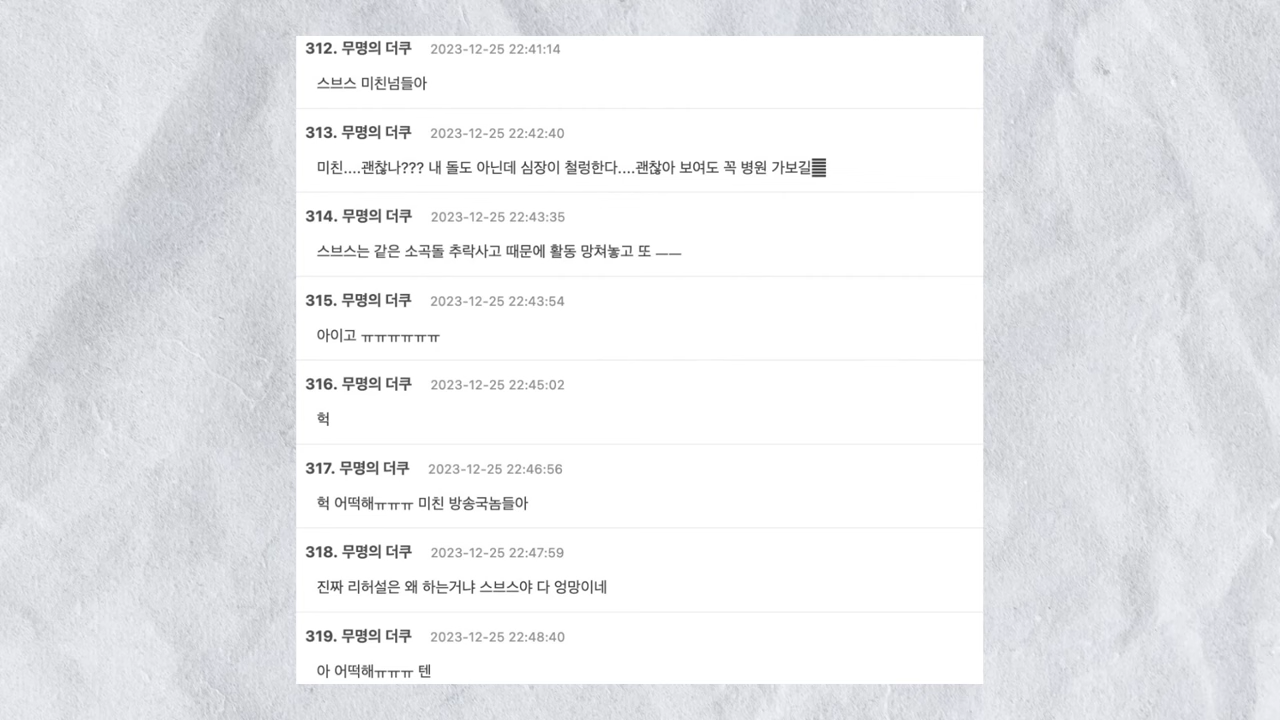 312. 무명의 더쿠 2023-12-25 22:41:14
스브스 미친넘들아
313. 무명의 더쿠 2023-12-25 22:42:40
미친....괜찮나??? 내 돌도 아닌데 심장이 철렁한다....괜찮아 보여도 꼭 병원 가보길
314. 무명의 더쿠 2023-12-25 22:43:35
스브스는 같은 소곡돌 추락사고 때문에 활동 망쳐놓고 또 ㅡㅡ
315. 무명의 더쿠 2023-12-25 22:43:54
아이고 ㅠㅠㅠㅠㅠㅠ
316. 무명의 더쿠 2023-12-25 22:45:02
헉
317. 무명의 더쿠 2023-12-25 22:46:56
헉 어떡해ㅠㅠㅠ 미친 방송국놈들아
318. 무명의 더쿠 2023-12-25 22:47:59
진짜 리허설은 왜 하는거냐 스브스야 다 엉망이네
319. 무명의 더쿠 2023-12-25 22:48:40
아 어떡해ㅠㅠㅠ 텐